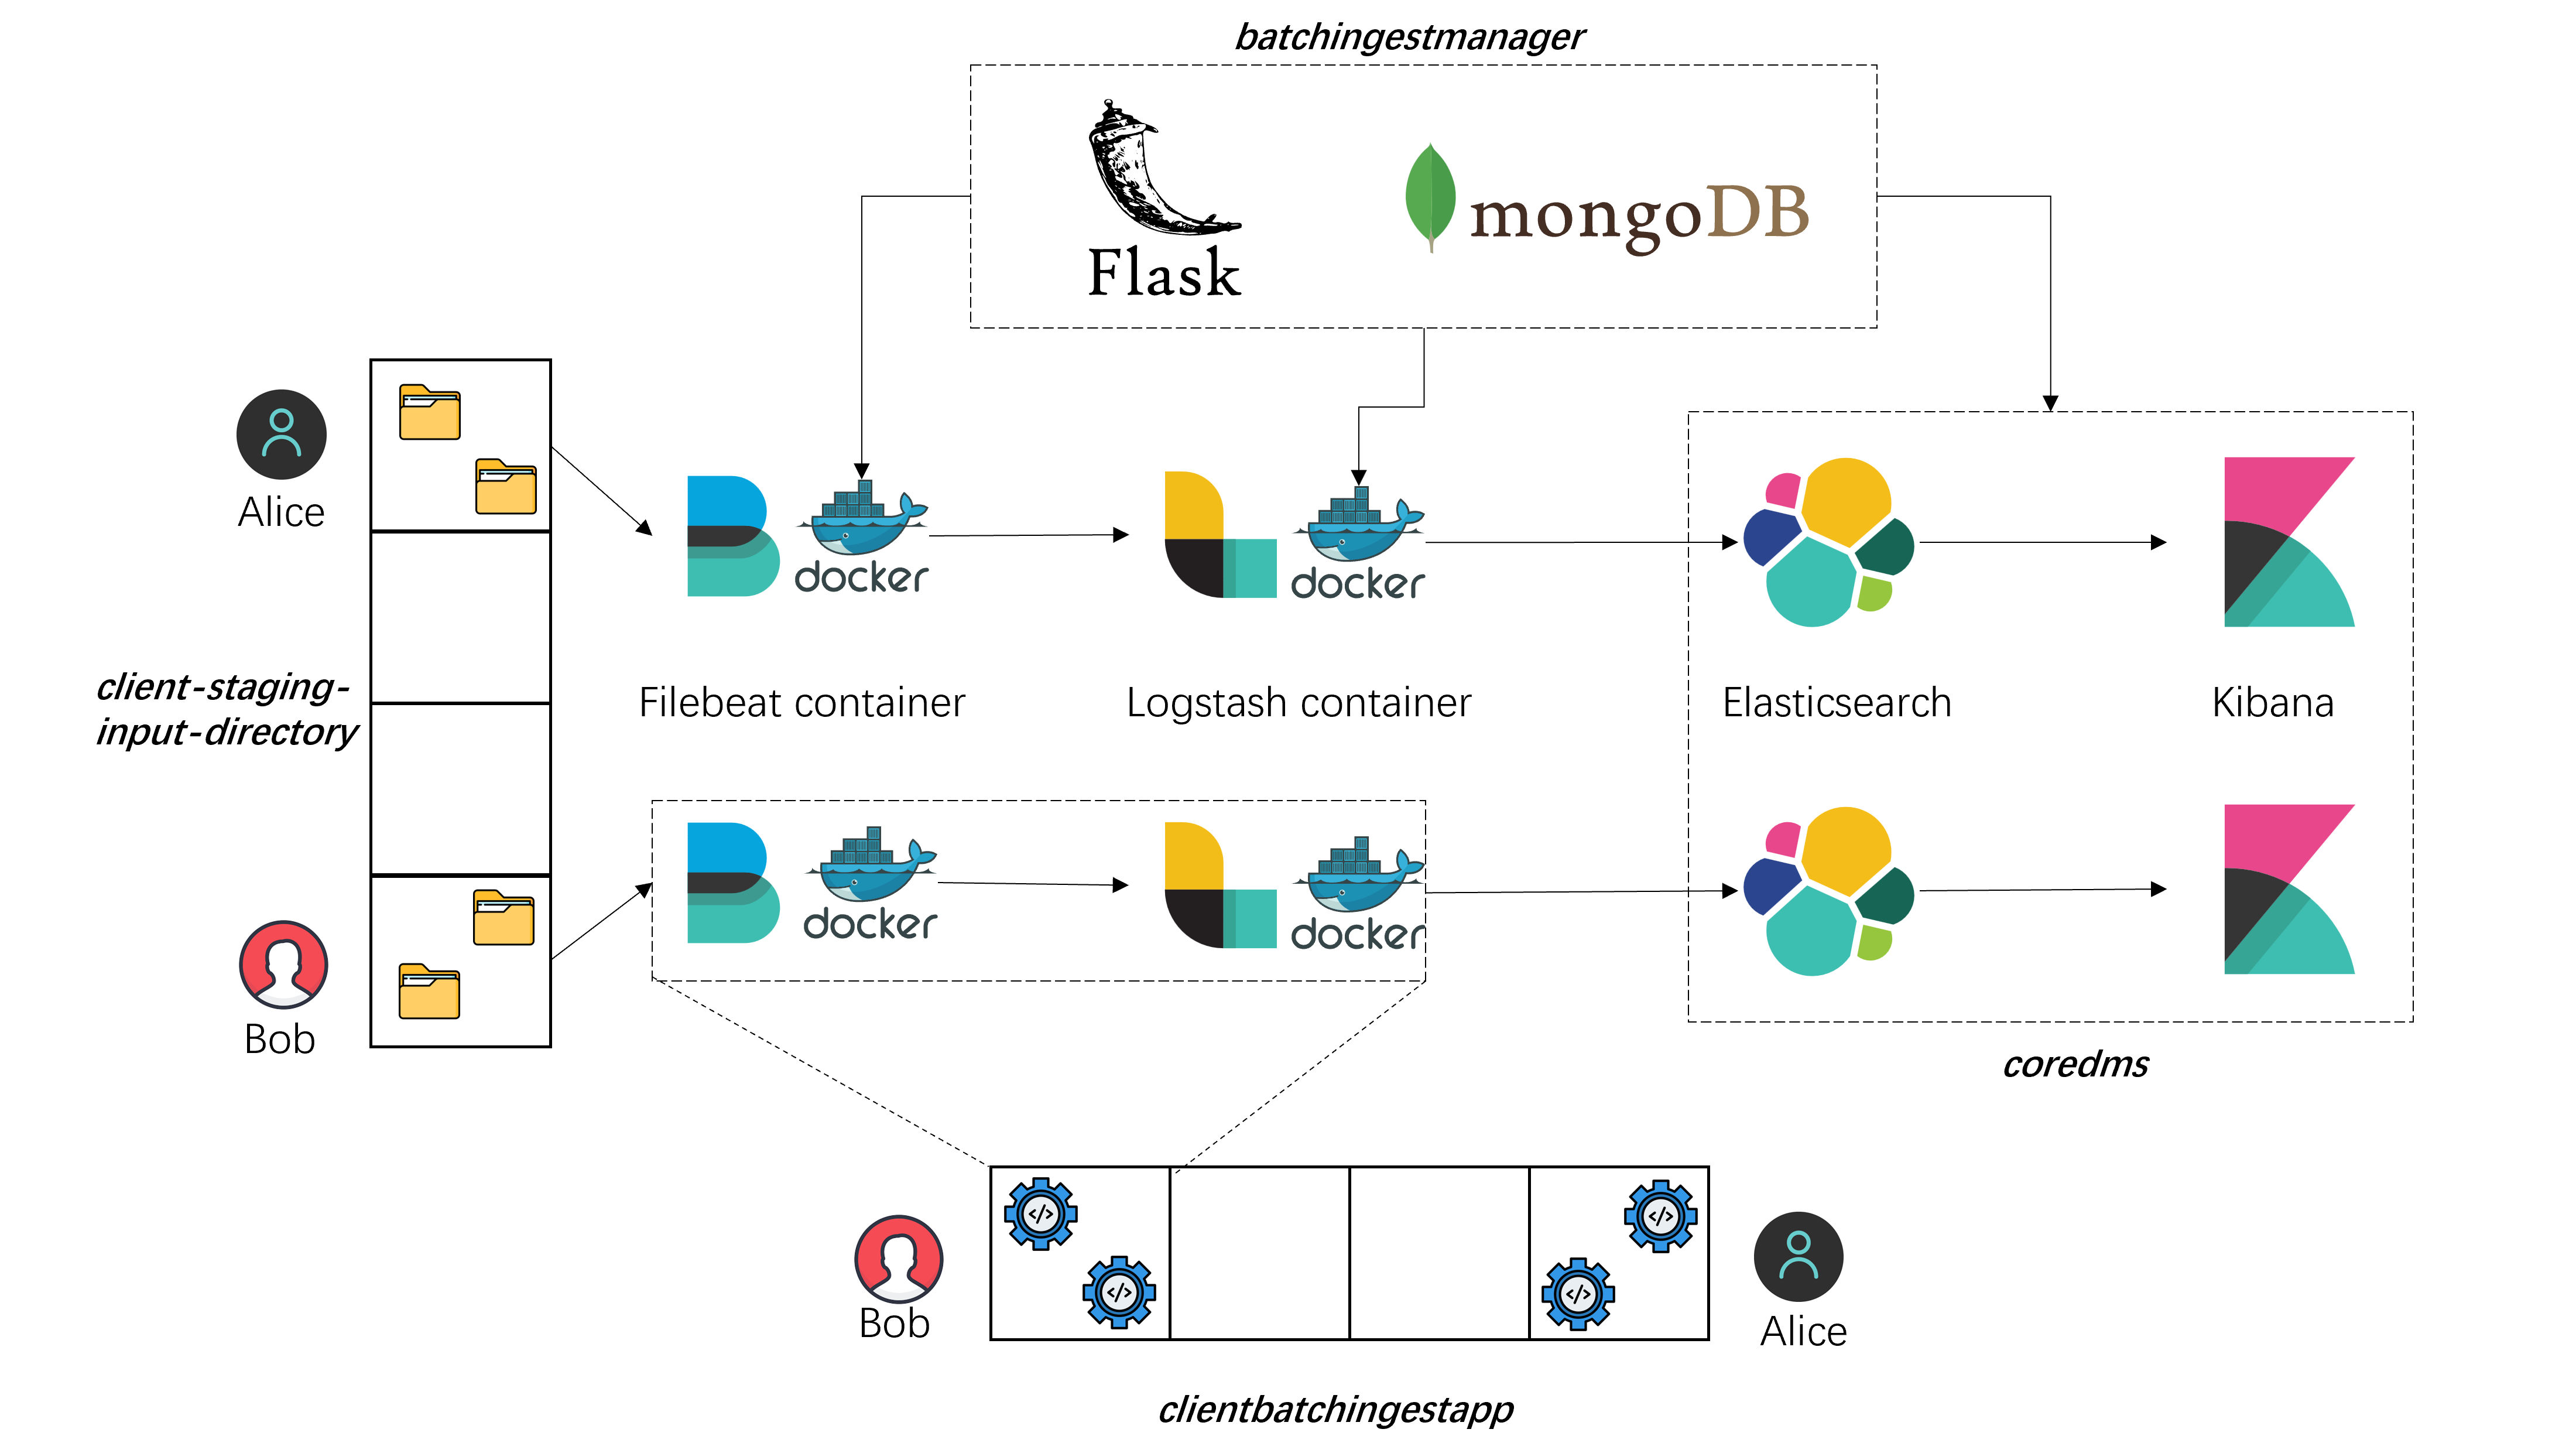 batchingestmanager
Flask
mongoDB
Alice
docker
docker
client-staging-
input-directory
Filebeat container
Logstash container
Elasticsearch
Kibana
docker
docker
Bob
coredms
Bob
Alice
clientbatchingestapp